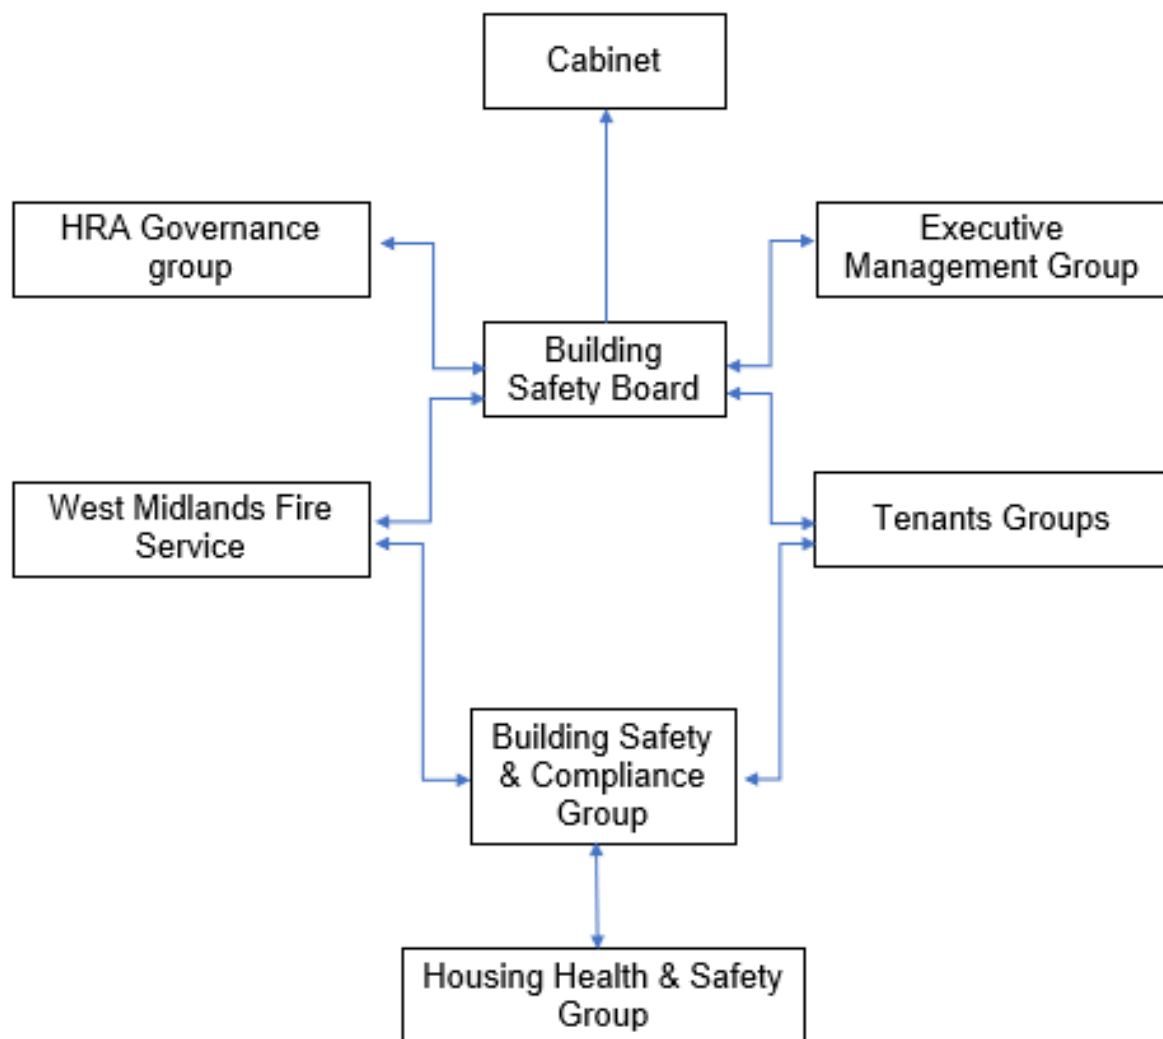 Cabinet
HRA Governance
group
Executive
Management Group
Building
Safety Board
West Midlands Fire
Service
Tenants Groups
Building Safety
& Compliance
Group
Housing Health & Safety
Group